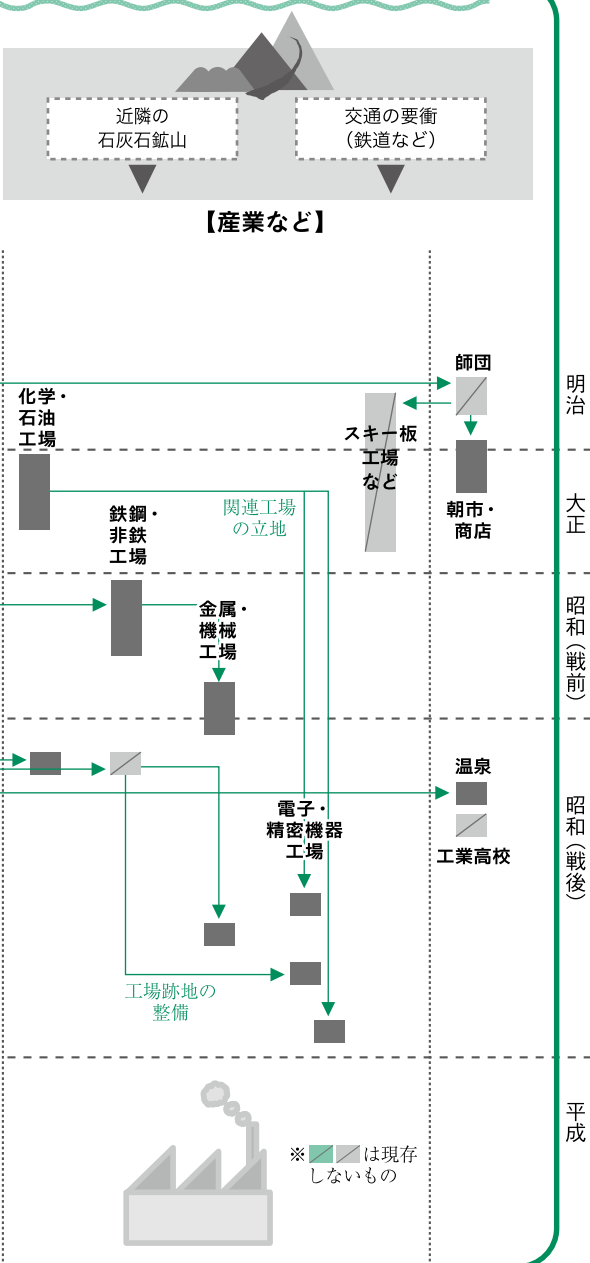 近隣の
石灰石鉱山
交通の要衝
（鉄道など）
【産業など】
師団
明治
化学・
石油
工場
スキー板
工場
など
朝市・
商店
大正
関連工場
の立地
鉄鋼・
非鉄
工場
金属・
機械
工場
昭和（戦前）
温泉
工業高校
電子・
精密機器
工場
昭和（戦後）
工場跡地の
整備
平成
※は現存
しないもの